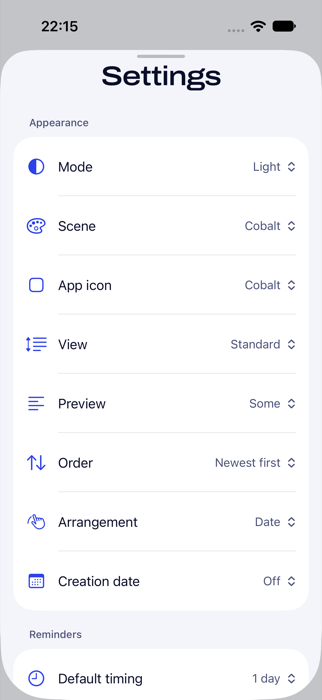 22:15
Settings
Appearance
Mode Light
Scene Cobalt
App icon Cobalt
View Standard
Preview Some
Order Newest first
Arrangement Date
Creation date Off
Reminders
Default timing 1 day